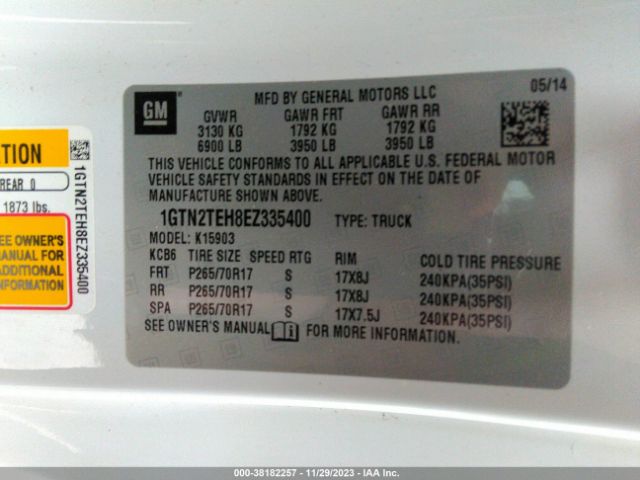 GM
MFD BY GENERAL MOTORS LLC
05/14
GVWR GAWR FRT GAWR RR
3130 KG 1792 KG 1792 KG
6900 LB 3950 LB 3950 LB
THIS VEHICLE CONFORMS TO ALL APPLICABLE U.S. FEDERAL MOTOR
VEHICLE SAFETY STANDARDS IN EFFECT ON THE DATE OF
MANUFACTURE SHOWN ABOVE.
1GTN2TEH8EZ335400 TYPE: TRUCK
MODEL: K15903
KCB6 TIRE SIZE SPEED RTG RIM COLD TIRE PRESSURE
FRT P265/70R17 S 17X8J 240KPA(35PSI)
RR P265/70R17 S 17X8J 240KPA(35PSI)
SPA P265/70R17 S 17X7.5J 240KPA(35PSI)
SEE OWNER'S MANUAL FOR MORE INFORMATION.
REAR 0
1873 lbs.
SEE OWNER'S
MANUAL FOR
ADDITIONAL
INFORMATION
1GTN2TEH8EZ335400
000-38182257 - 11/29/2023 - IAA Inc.